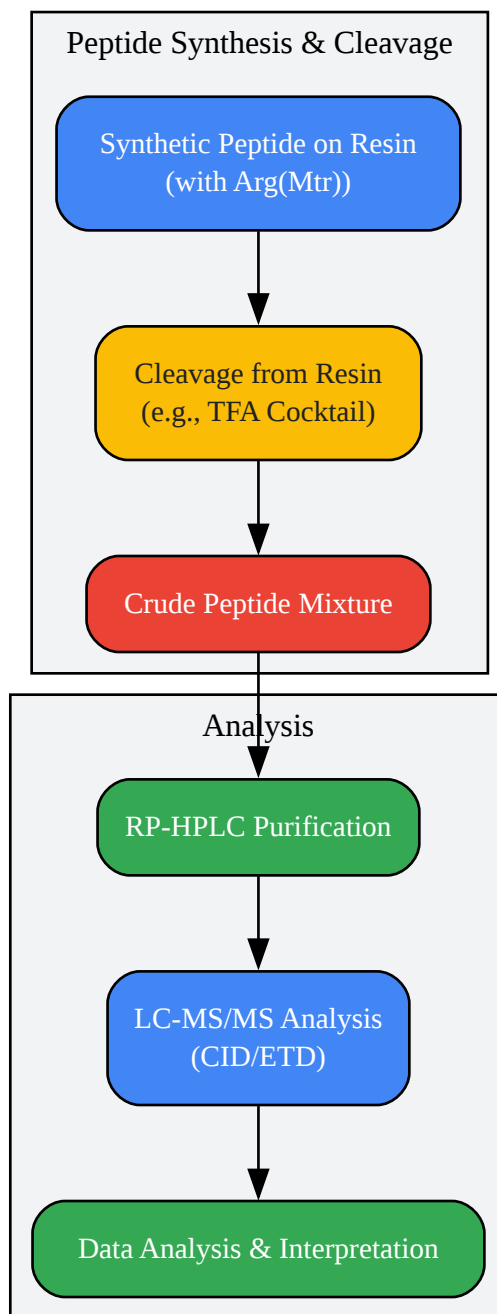 Peptide Synthesis & Cleavage
Synthetic Peptide on Resin
(with Arg(Mtr))
Cleavage from Resin
(e.g., TFA Cocktail)
Crude Peptide Mixture
Analysis
RP-HPLC Purification
LC-MS/MS Analysis
(CID/ETD)
Data Analysis & Interpretation